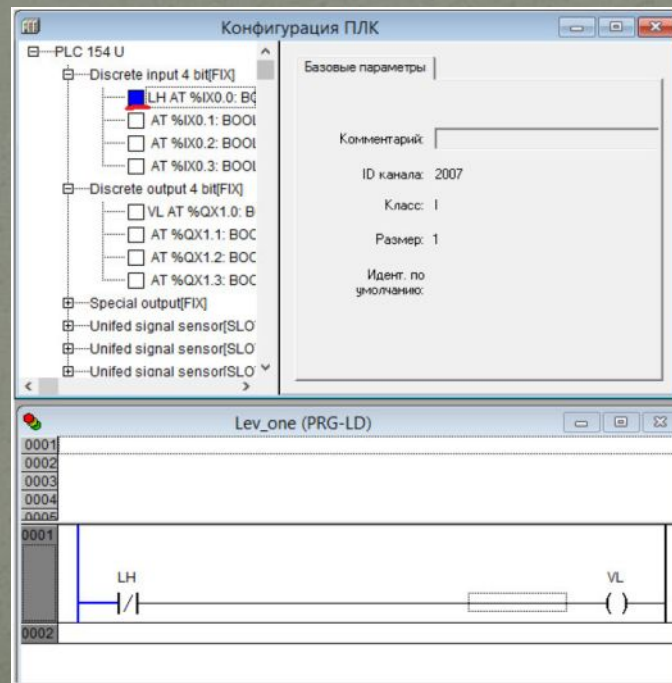 Конфигурация ПЛК
PLC 154 U
Discrete input 4 bit[FIX]
LH AT %IX0.0: BO
AT %IX0.1: BOOL
AT %IX0.2: BOOL
AT %IX0.3: BOOL
Discrete output 4 bit[FIX]
VL AT %QX1.0: B
AT %QX1.1: BOC
AT %QX1.2: BOC
AT %QX1.3: BOC
Special output[FIX]
Unifed signal sensor[SLO
Unifed signal sensor[SLO
Unifed signal sensor[SLO
Базовые параметры
Комментарий:
ID канала: 2007
Класс: I
Размер: 1
Идент. по
умолчанию:
Lev_one (PRG-LD)
0001
0002
0003
0004
0005
0001
LH
VL
0002